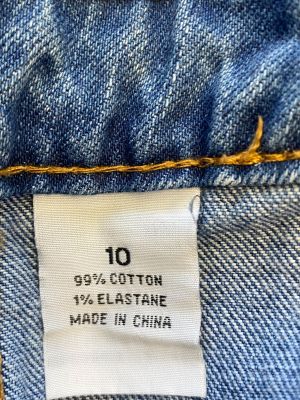 10
99% COTTON
1% ELASTANE
MADE IN CHINA